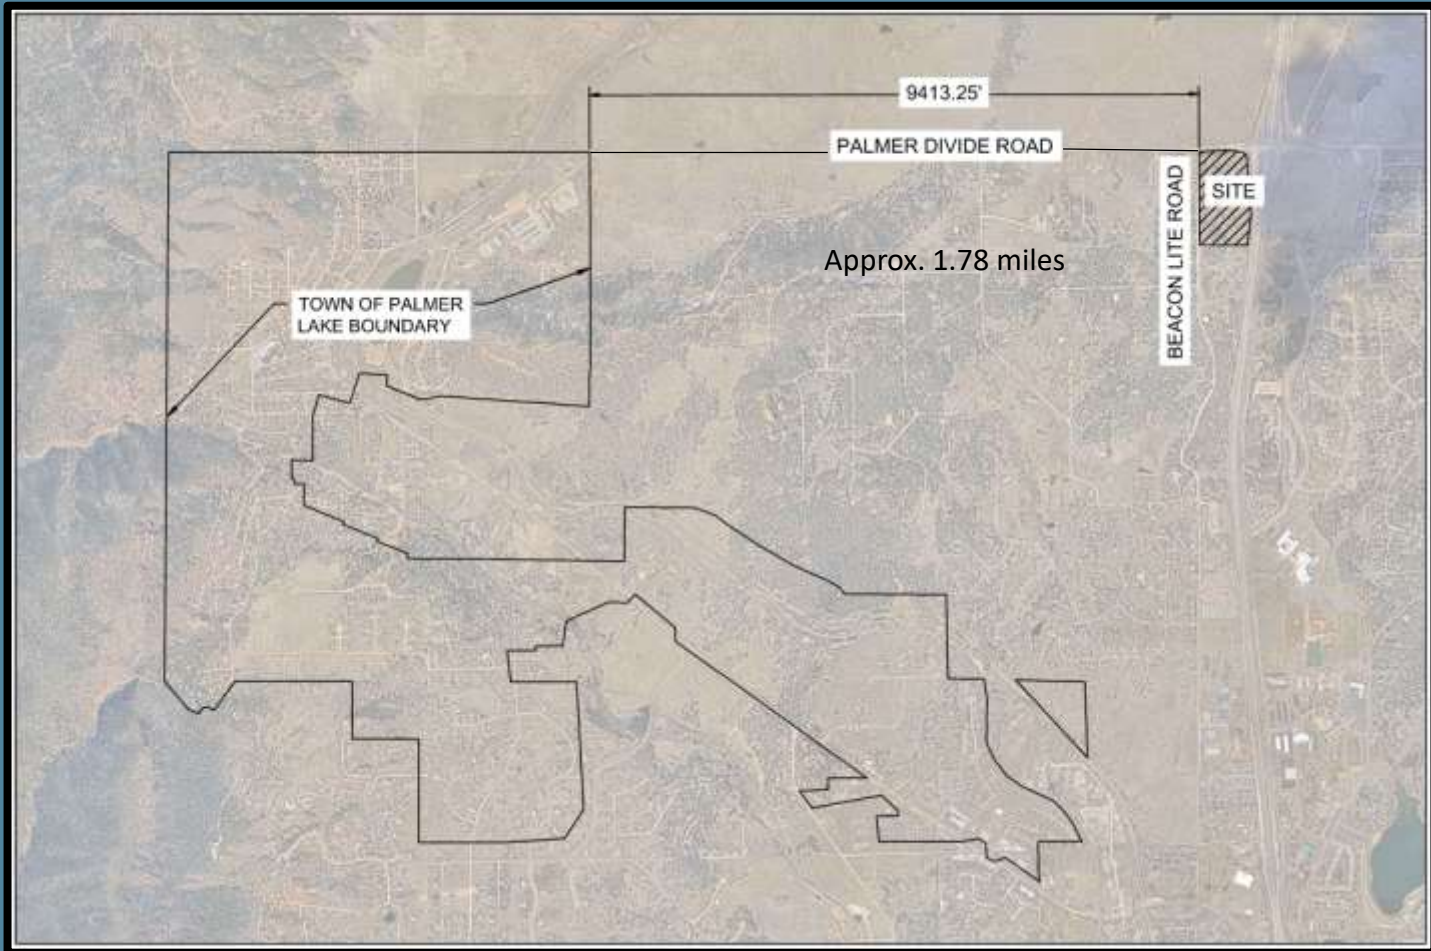 9413.25'
PALMER DIVIDE ROAD
BEACON LITE ROAD
SITE
Approx. 1.78 miles
TOWN OF PALMER
LAKE BOUNDARY